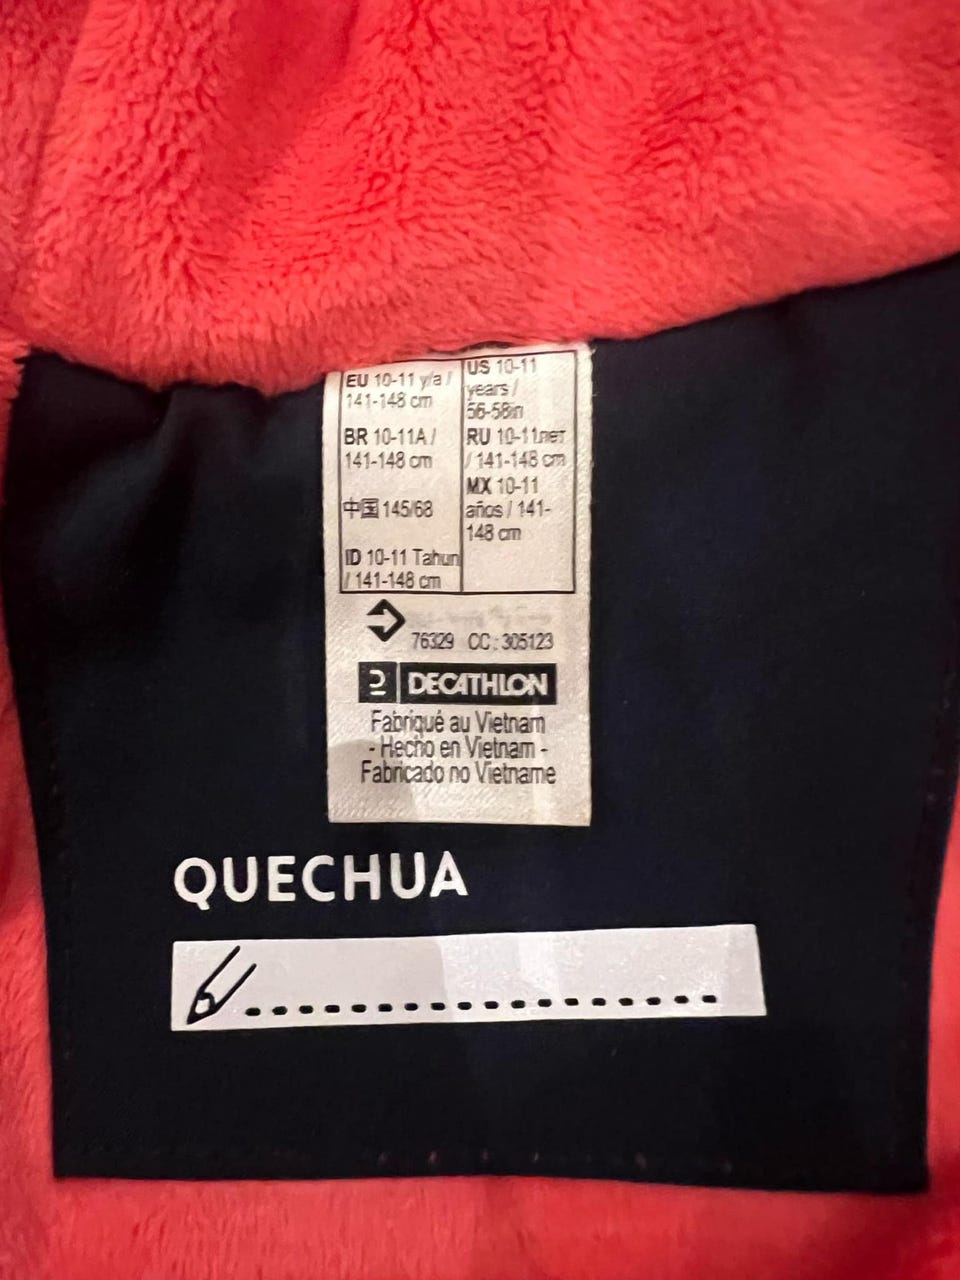 EU 10-11 y/a /
141-148 cm
BR 10-11A /
141-148 cm
中国 145/68
ID 10-11 Tahun
/ 141-148 cm
US 10-11
years /
56-58in
RU 10-11лет
/ 141-148 cm
MX 10-11
años / 141-
148 cm
76329 CC : 305123
DECATHLON
Fabriqué au Vietnam
- Hecho en Vietnam -
Fabricado no Vietname
QUECHUA